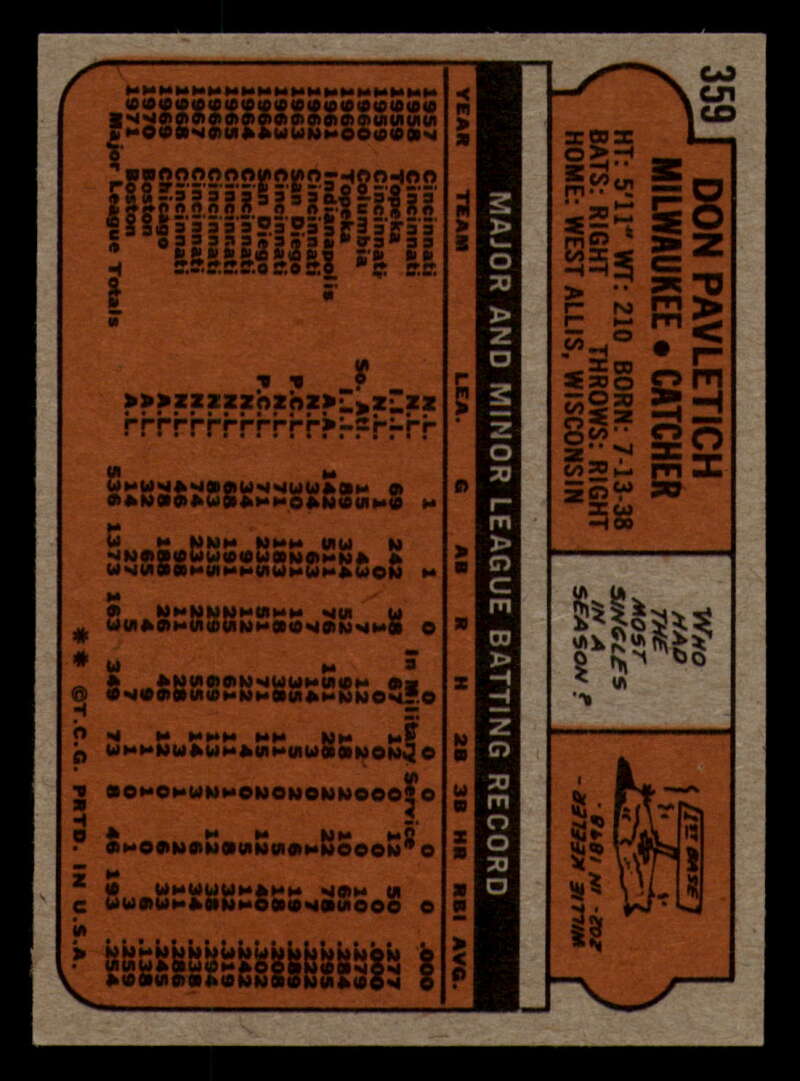 359
DON PAVLETICH
MILWAUKEE • CATCHER
HT: 5'11" WT: 210 BORN: 7-13-38
BATS: RIGHT THROWS: RIGHT
HOME: WEST ALLIS, WISCONSIN
WHO
HAD
THE
MOST
SINGLES
IN A
SEASON?
1ST BASE
WILLIE KEELER -
202 - IN 1898.
MAJOR AND MINOR LEAGUE BATTING RECORD
YEAR TEAM LEA. G AB R H 2B 3B HR RBI AVG.
1957 Cincinnati N.L. 1 1 0 0 0 0 0 0 .000
1958 Cincinnati In Military Service
1959 Topeka I.I.I. 69 242 38 67 12 0 12 50 .277
1959 Cincinnati N.L. 1 0 1 0 0 0 0 0 .000
1960 Columbia So. Atl. 15 43 7 12 2 0 0 10 .279
1960 Topeka I.I.I. 89 324 52 92 18 2 10 65 .284
1961 Indianapolis A.A. 142 511 76 151 28 2 22 78 .295
1962 Cincinnati N.L. 34 63 7 14 3 0 1 7 .222
1963 San Diego P.C.L. 30 121 19 35 5 2 6 19 .289
1963 Cincinnati N.L. 71 183 18 38 11 0 5 18 .208
1964 San Diego P.C.L. 71 235 51 71 15 2 12 40 .302
1964 Cincinnati N.L. 34 91 12 22 4 0 5 11 .242
1965 Cincinnati N.L. 68 191 25 61 11 1 8 32 .319
1966 Cincinnati N.L. 83 235 29 69 13 2 12 38 .294
1967 Cincinnati N.L. 74 231 25 55 14 3 6 34 .238
1968 Cincinnati N.L. 46 98 11 28 3 1 2 11 .286
1969 Chicago A.L. 78 188 26 46 12 0 6 33 .245
1970 Boston A.L. 32 65 4 9 1 1 0 6 .138
1971 Boston A.L. 14 27 5 7 1 0 1 3 .259
Major League Totals 536 1373 163 349 73 8 46 193 .254
** ©T.C.G. PRTD. IN U.S.A.